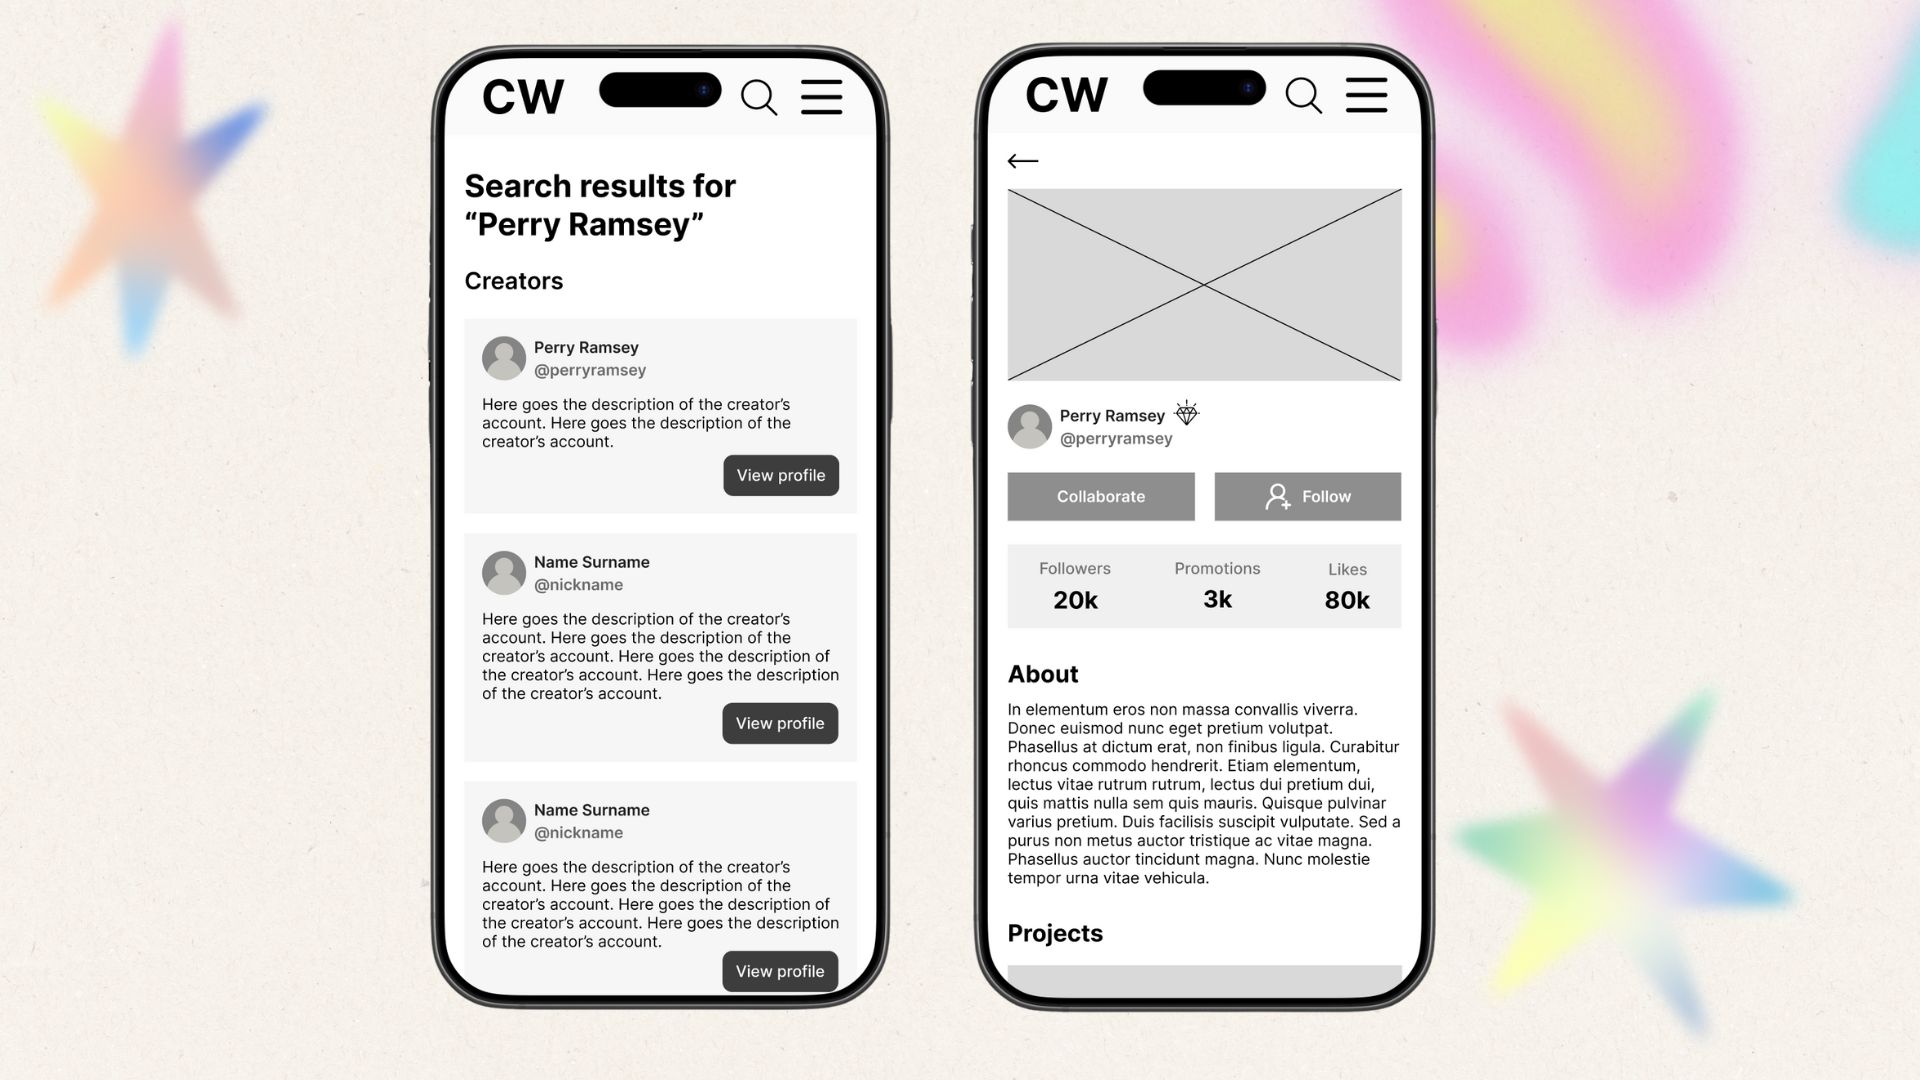 CW
Search results for
“Perry Ramsey”
Creators
Perry Ramsey
@perryramsey
Here goes the description of the creator’s
account. Here goes the description of the
creator’s account.
View profile
Name Surname
@nickname
Here goes the description of the creator’s
account. Here goes the description of the
creator’s account. Here goes the description of
the creator’s account. Here goes the description
of the creator’s account.
View profile
Name Surname
@nickname
Here goes the description of the creator’s
account. Here goes the description of the
creator’s account. Here goes the description of
the creator’s account. Here goes the description
of the creator’s account.
View profile
CW
Perry Ramsey
@perryramsey
Collaborate
Follow
Followers Promotions Likes
20k 3k 80k
About
In elementum eros non massa convallis viverra.
Donec euismod nunc eget pretium volutpat.
Phasellus at dictum erat, non finibus ligula. Curabitur
rhoncus commodo hendrerit. Etiam elementum,
lectus vitae rutrum rutrum, lectus dui pretium dui,
quis mattis nulla sem quis mauris. Quisque pulvinar
varius pretium. Duis facilisis suscipit vulputate. Sed a
purus non metus auctor tristique ac vitae magna.
Phasellus auctor tincidunt magna. Nunc molestie
tempor urna vitae vehicula.
Projects